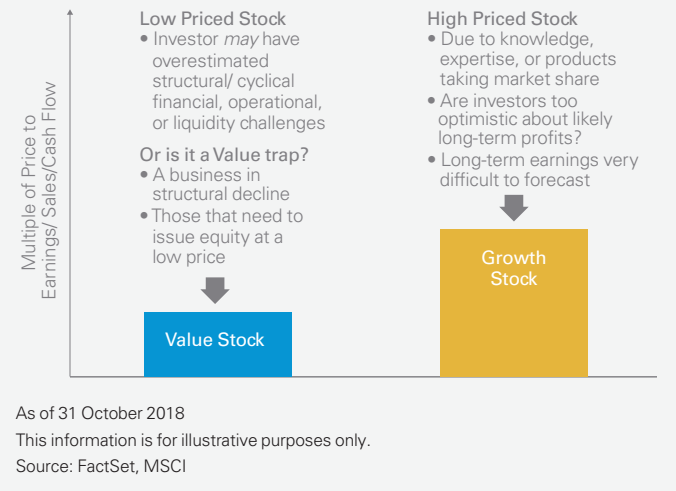 Multiple of Price to
Earnings/ Sales/Cash Flow
Low Priced Stock
• Investor may have
overestimated
structural/ cyclical
financial, operational,
or liquidity challenges
Or is it a Value trap?
• A business in
structural decline
• Those that need to
issue equity at a
low price
Value Stock
High Priced Stock
• Due to knowledge,
expertise, or products
taking market share
• Are investors too
optimistic about likely
long-term profits?
• Long-term earnings very
difficult to forecast
Growth
Stock
As of 31 October 2018
This information is for illustrative purposes only.
Source: FactSet, MSCI